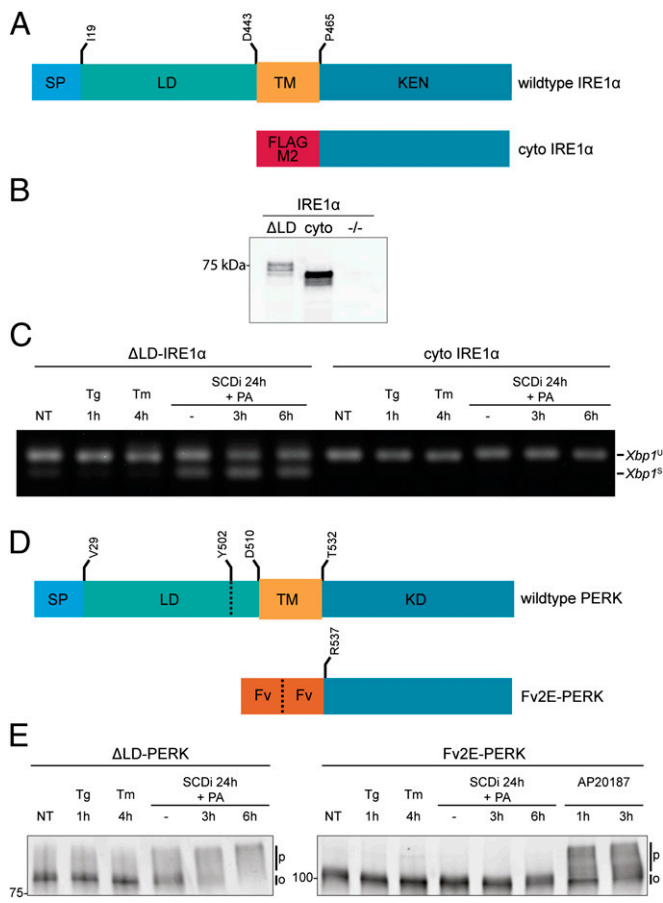 A
I19
D443
P465
SP LD TM KEN wildtype IRE1α
FLAG M2 cyto IRE1α
B
IRE1α
ΔLD cyto -/-
75 kDa-
C
ΔLD-IRE1α cyto IRE1α
SCDi 24h SCDi 24h
Tg Tm + PA Tg Tm + PA
NT 1h 4h - 3h 6h NT 1h 4h - 3h 6h
Xbp1ᵁ
Xbp1ˢ
D
V29
Y502
D510
T532
SP LD TM KD wildtype PERK
R537
Fv Fv Fv2E-PERK
E
ΔLD-PERK Fv2E-PERK
SCDi 24h SCDi 24h AP20187
Tg Tm + PA Tg Tm + PA
NT 1h 4h - 3h 6h NT 1h 4h - 3h 6h 1h 3h
p p
o 100 o
75